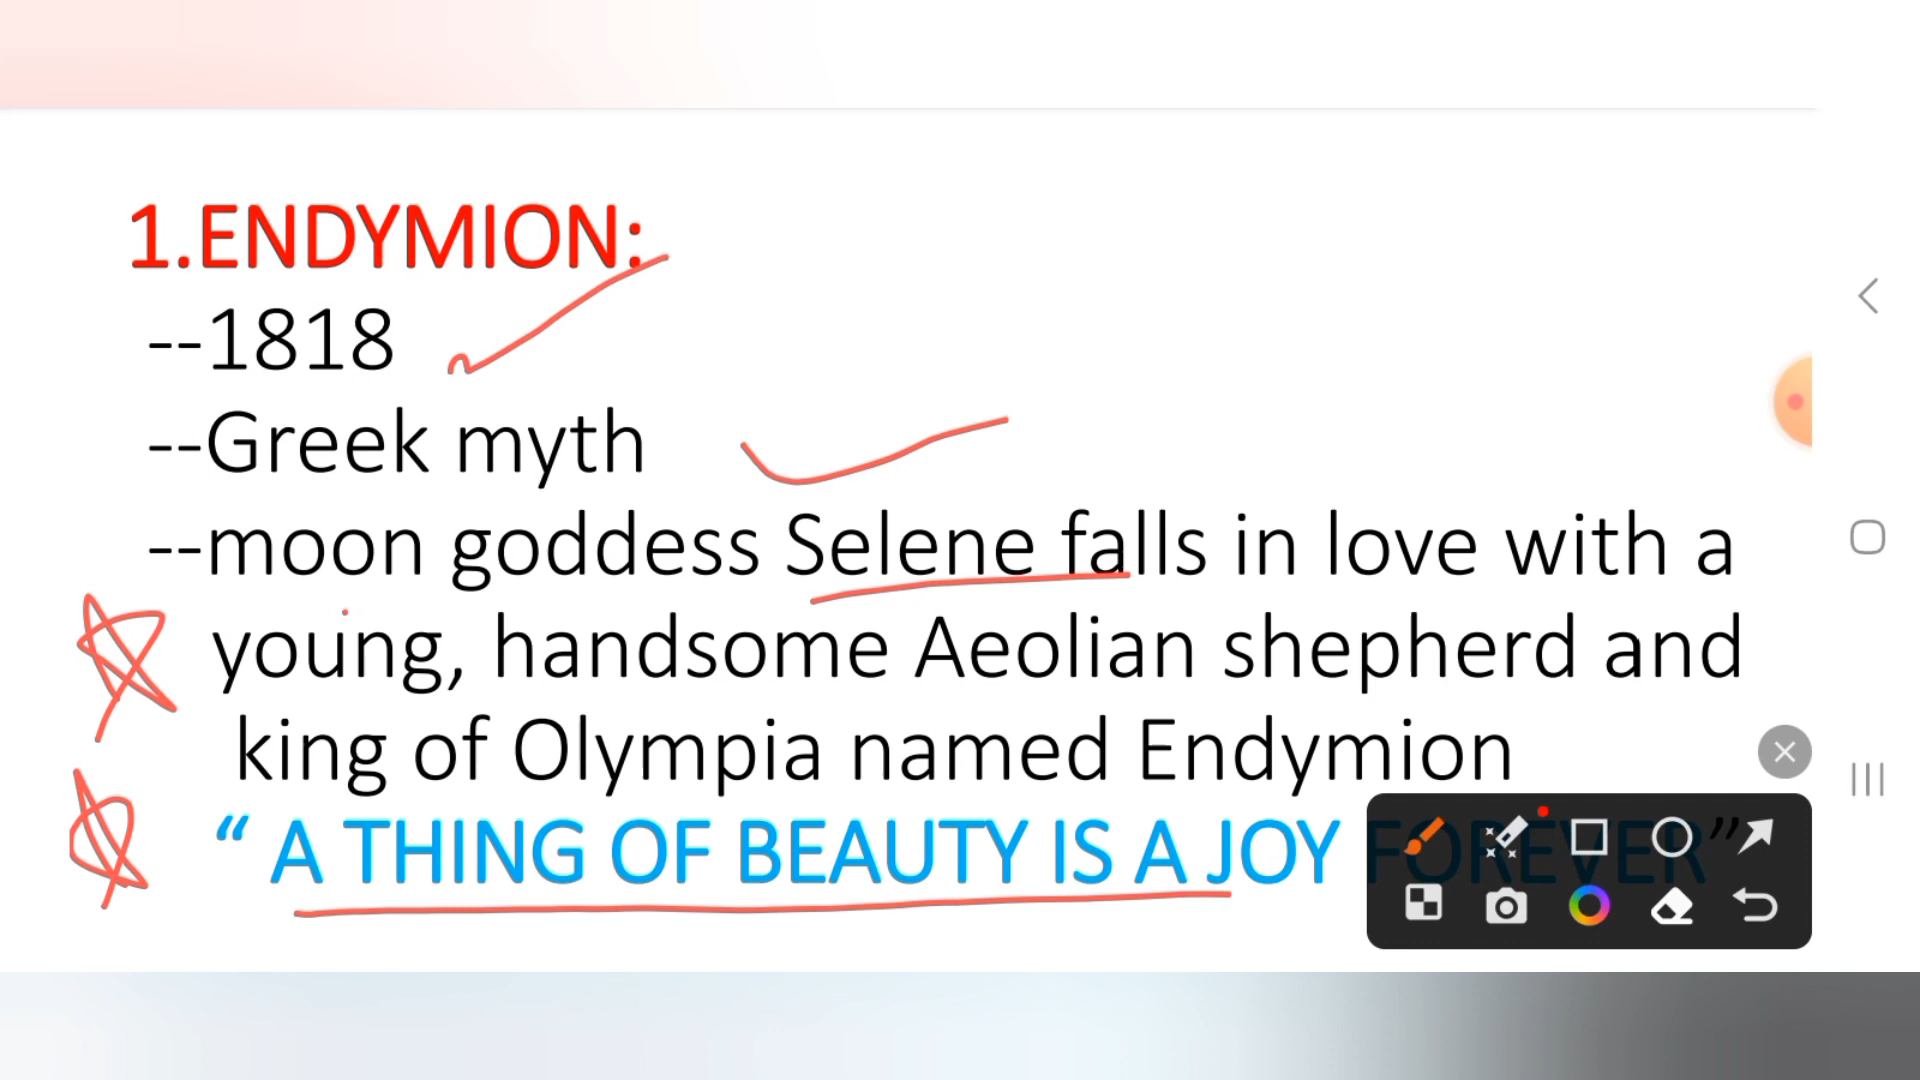 1.ENDYMION:
--1818
--Greek myth
--moon goddess Selene falls in love with a
young, handsome Aeolian shepherd and
king of Olympia named Endymion
“ A THING OF BEAUTY IS A JOY FOREVER”